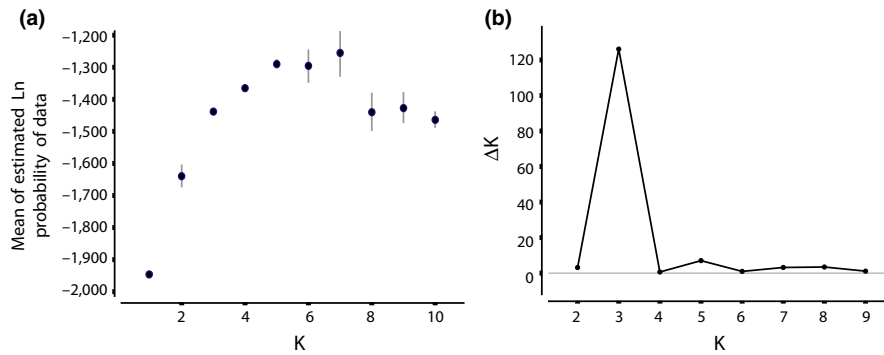 (a)
Mean of estimated Ln
probability of data
−1,200
−1,300
−1,400
−1,500
−1,600
−1,700
−1,800
−1,900
−2,000
2 4 6 8 10
K
(b)
ΔK
120
100
80
60
40
20
0
2 3 4 5 6 7 8 9
K